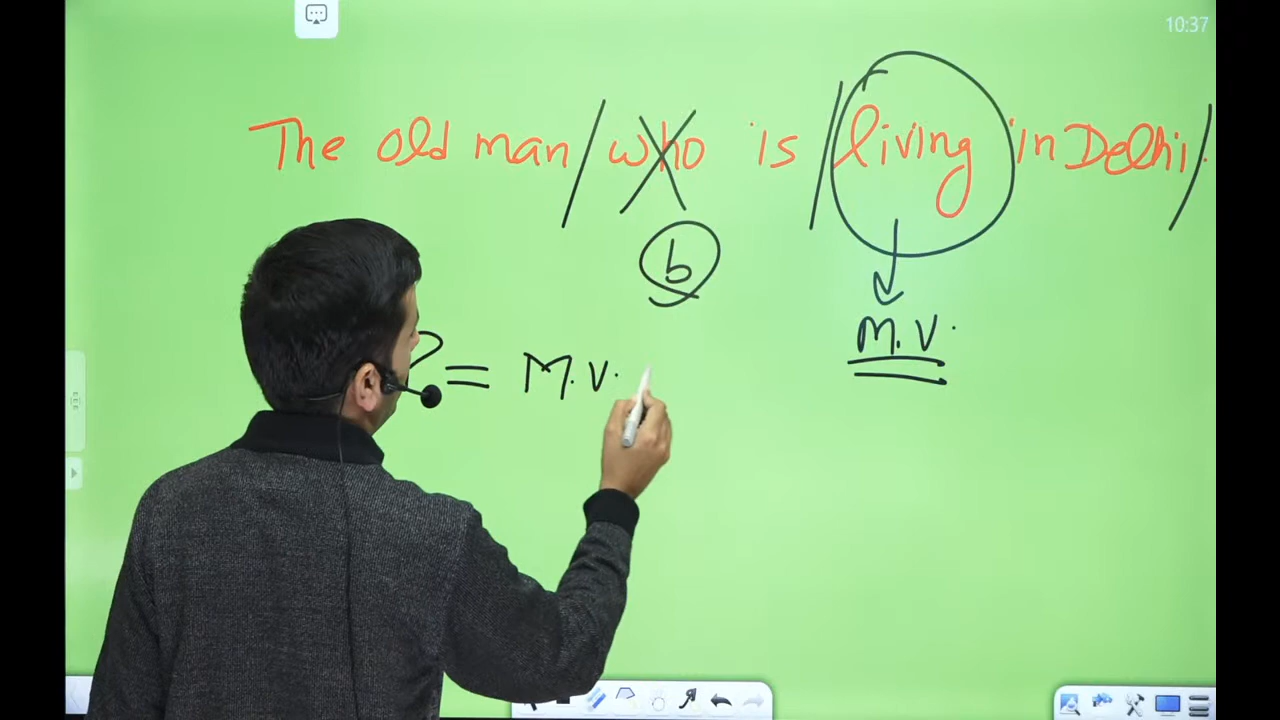 10:37
The old man / who is / living in Delhi / .
b
M.V.
? = M.V.